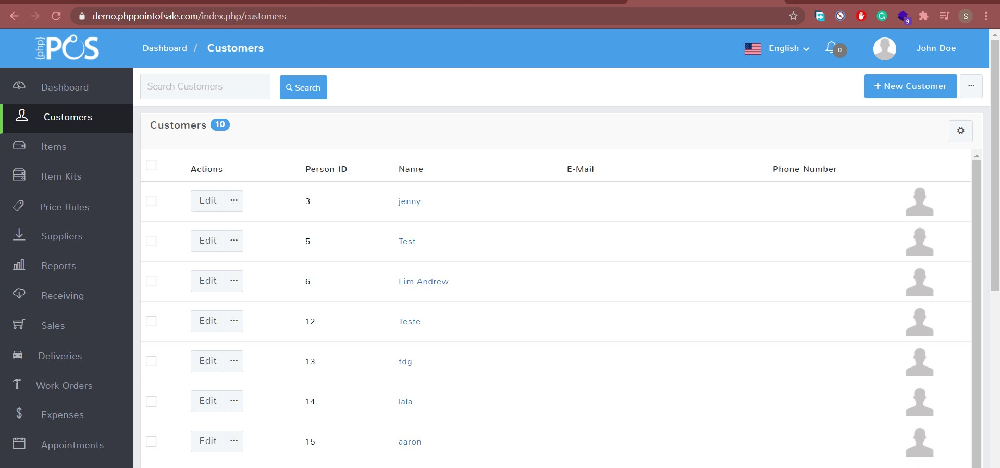 demo.phppointofsale.com/index.php/customers
9
S
{php} POS
Dashboard / Customers
English
0
John Doe
Search Customers
Search
+ New Customer
...
Dashboard
Customers
Items
Item Kits
Price Rules
Suppliers
Reports
Receiving
Sales
Deliveries
Work Orders
Expenses
Appointments
Customers 10
Actions Person ID Name E-Mail Phone Number
Edit ... 3 jenny
Edit ... 5 Test
Edit ... 6 Lim Andrew
Edit ... 12 Teste
Edit ... 13 fdg
Edit ... 14 lala
Edit ... 15 aaron